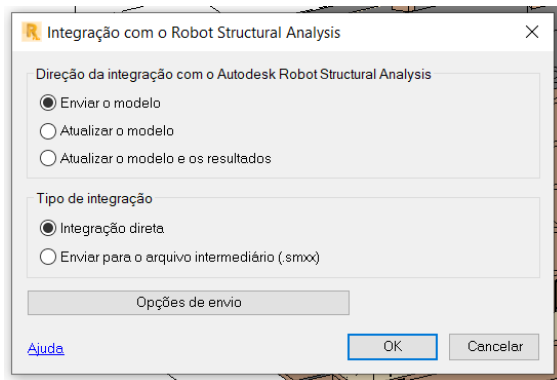 R Integração com o Robot Structural Analysis
Direção da integração com o Autodesk Robot Structural Analysis
Enviar o modelo
Atualizar o modelo
Atualizar o modelo e os resultados
Tipo de integração
Integração direta
Enviar para o arquivo intermediário (.smxx)
Opções de envio
Ajuda OK Cancelar